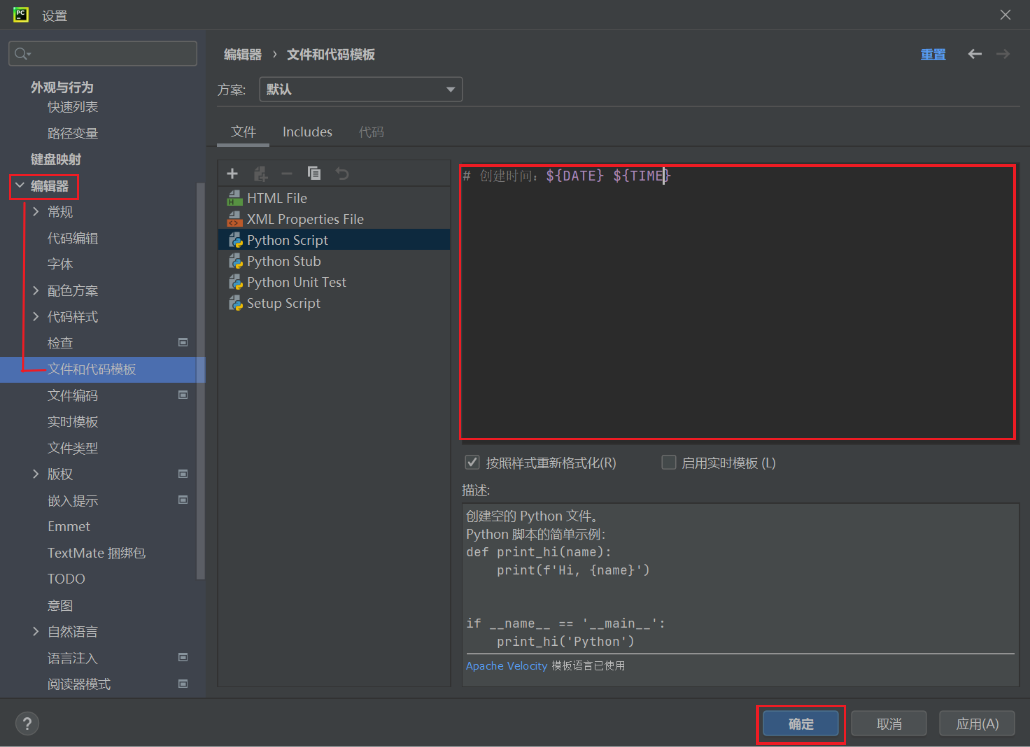 PC
设置
外观与行为
快速列表
路径变量
键盘映射
编辑器
常规
代码编辑
字体
配色方案
代码样式
检查
文件和代码模板
文件编码
实时模板
文件类型
版权
嵌入提示
Emmet
TextMate 捆绑包
TODO
意图
自然语言
语言注入
阅读器模式
编辑器 › 文件和代码模板
重置
方案: 默认
文件 Includes 代码
HTML File
XML Properties File
Python Script
Python Stub
Python Unit Test
Setup Script
# 创建时间: ${DATE} ${TIME}
按照样式重新格式化(R) 启用实时模板 (L)
描述:
创建空的 Python 文件。
Python 脚本的简单示例:
def print_hi(name):
    print(f'Hi, {name}')
if __name__ == '__main__':
    print_hi('Python')
Apache Velocity 模板语言已使用
?
确定 取消 应用(A)